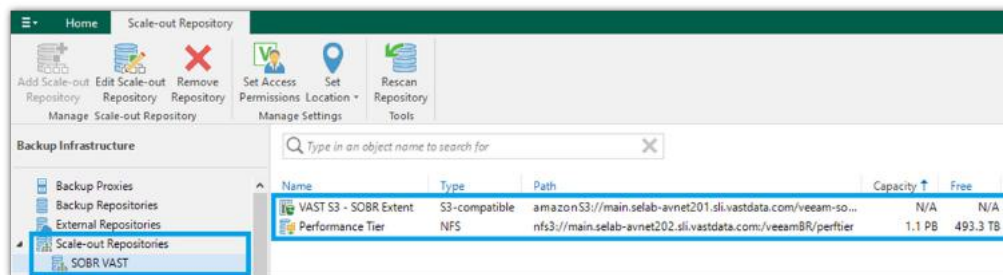 Home Scale-out Repository
Add Scale-out Repository
Edit Scale-out Repository
Remove Repository
Set Access Permissions
Set Location
Rescan Repository
Manage Scale-out Repository
Manage Settings
Tools
Backup Infrastructure
Type in an object name to search for
Backup Proxies
Backup Repositories
External Repositories
Scale-out Repositories
SOBR VAST
Name Type Path Capacity Free
VAST S3 - SOBR Extent S3-compatible amazonS3://main.selab-avnet201.sli.vastdata.com/veeam-so... N/A N/A
Performance Tier NFS nfs3://main.selab-avnet202.sli.vastdata.com:/veeamBR/perftier 1.1 PB 493.3 TB